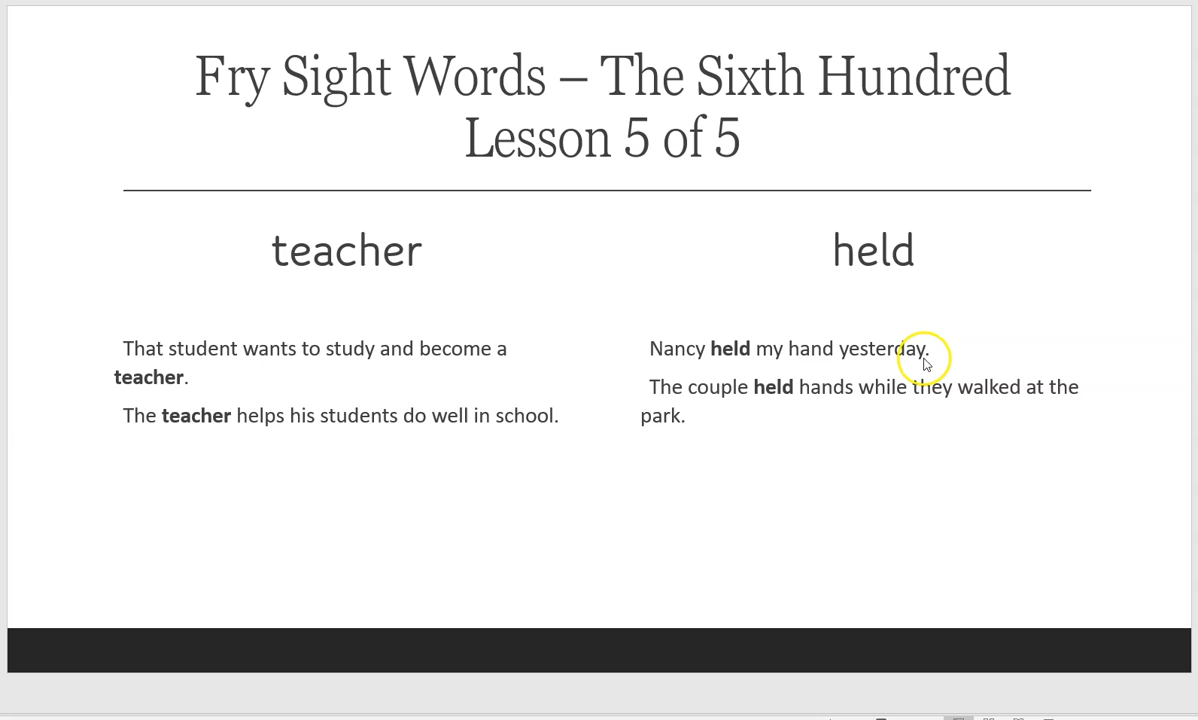 Fry Sight Words – The Sixth Hundred
Lesson 5 of 5
teacher
That student wants to study and become a
teacher.
The teacher helps his students do well in school.
held
Nancy held my hand yesterday.
The couple held hands while they walked at the
park.